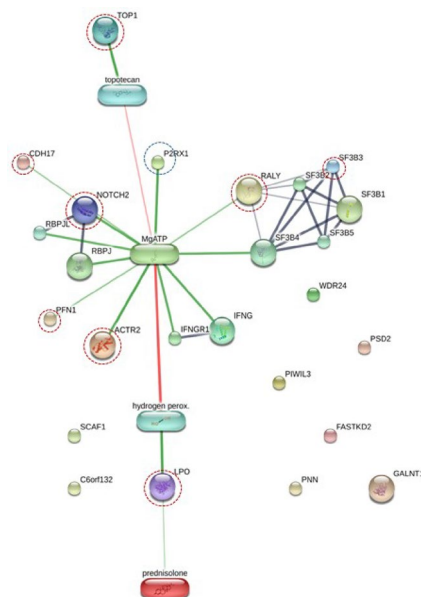 TOP1
topotecan
CDH17
P2RX1
SF3B3
SF3B2
RALY
NOTCH2
SF3B1
RBPJL
MgATP
RBPJ
SF3B4
SF3B5
WDR24
PFN1
IFNG
ACTR2
IFNGR1
PSD2
PIWIL3
hydrogen perox.
SCAF1
FASTKD2
LPO
C6orf132
PNN
GALNT1
prednisolone